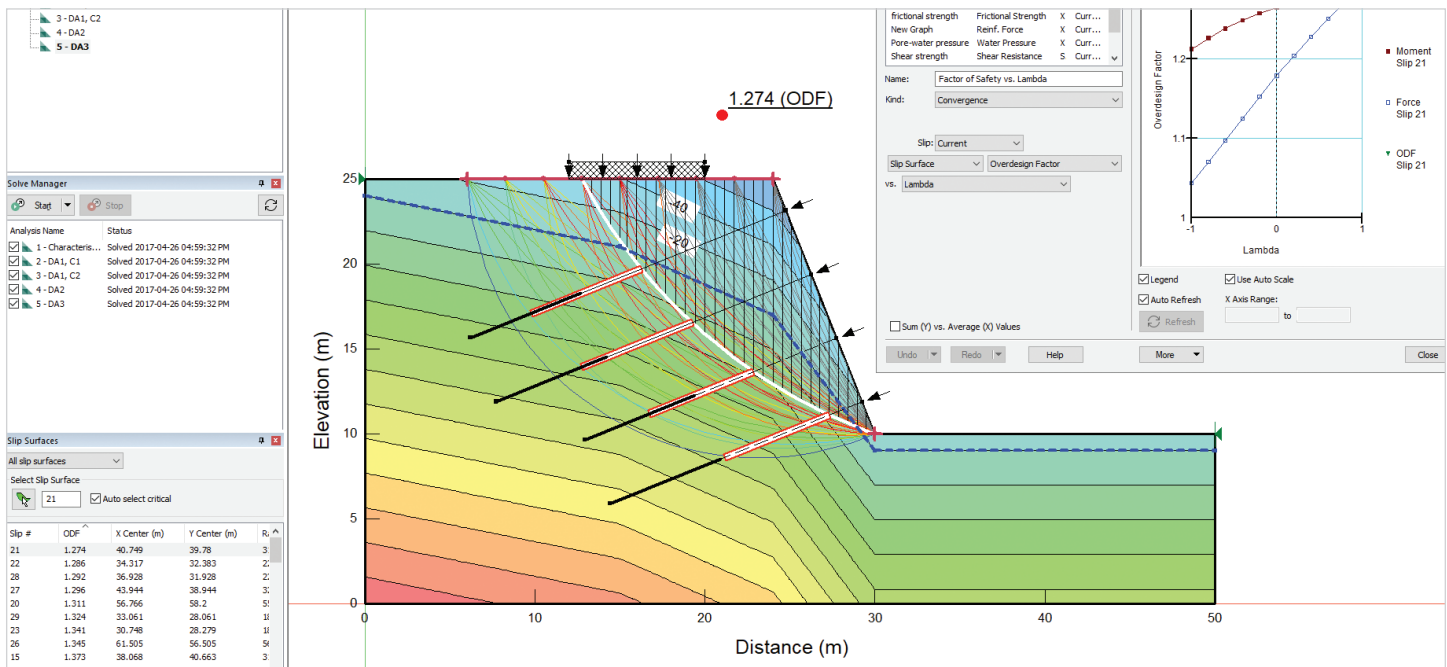 3 - DA1, C2
4 - DA2
5 - DA3
Solve Manager
Start
Stop
Analysis Name Status
1 - Characteris... Solved 2017-04-26 04:59:32 PM
2 - DA1, C1 Solved 2017-04-26 04:59:32 PM
3 - DA1, C2 Solved 2017-04-26 04:59:32 PM
4 - DA2 Solved 2017-04-26 04:59:32 PM
5 - DA3 Solved 2017-04-26 04:59:32 PM
Slip Surfaces
All slip surfaces
Select Slip Surface
21 Auto select critical
Slip # ODF X Center (m) Y Center (m)
21 1.274 40.749 39.78
22 1.286 34.317 32.383
28 1.292 36.928 31.928
27 1.296 43.944 38.944
20 1.311 56.766 58.2
29 1.324 33.061 28.061
23 1.341 30.748 28.279
26 1.345 61.505 56.505
15 1.373 38.068 40.663
1.274 (ODF)
-40
-20
Elevation (m)
25
20
15
10
5
0
0 10 20 30 40 50
Distance (m)
frictional strength Frictional Strength X Curr...
New Graph Reinf. Force X Curr...
Pore-water pressure Water Pressure X Curr...
Shear strength Shear Resistance S Curr...
Name: Factor of Safety vs. Lambda
Kind: Convergence
Slip: Current
Slip Surface Overdesign Factor
vs. Lambda
Sum (Y) vs. Average (X) Values
Undo Redo Help
Overdesign Factor
1.2
1.1
1
-1 0 1
Lambda
Moment
Slip 21
Force
Slip 21
ODF
Slip 21
Legend Use Auto Scale
Auto Refresh X Axis Range:
Refresh to
More Close